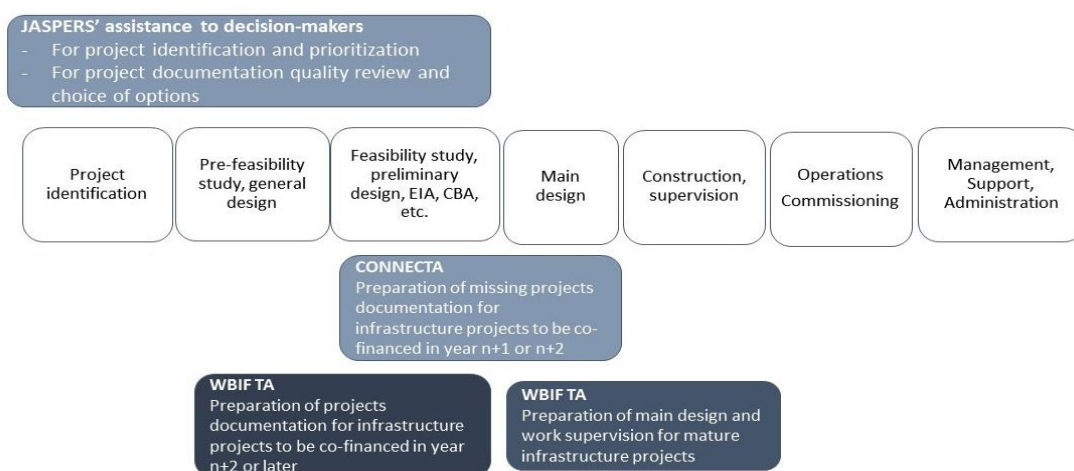 JASPERS' assistance to decision-makers
- For project identification and prioritization
- For project documentation quality review and
choice of options
Project
identification
Pre-feasibility
study, general
design
Feasibility study,
preliminary
design, EIA, CBA,
etc.
Main
design
Construction,
supervision
Operations
Commissioning
Management,
Support,
Administration
CONNECTA
Preparation of missing projects
documentation for
infrastructure projects to be co-
financed in year n+1 or n+2
WBIF TA
Preparation of projects
documentation for infrastructure
projects to be co-financed in year
n+2 or later
WBIF TA
Preparation of main design and
work supervision for mature
infrastructure projects